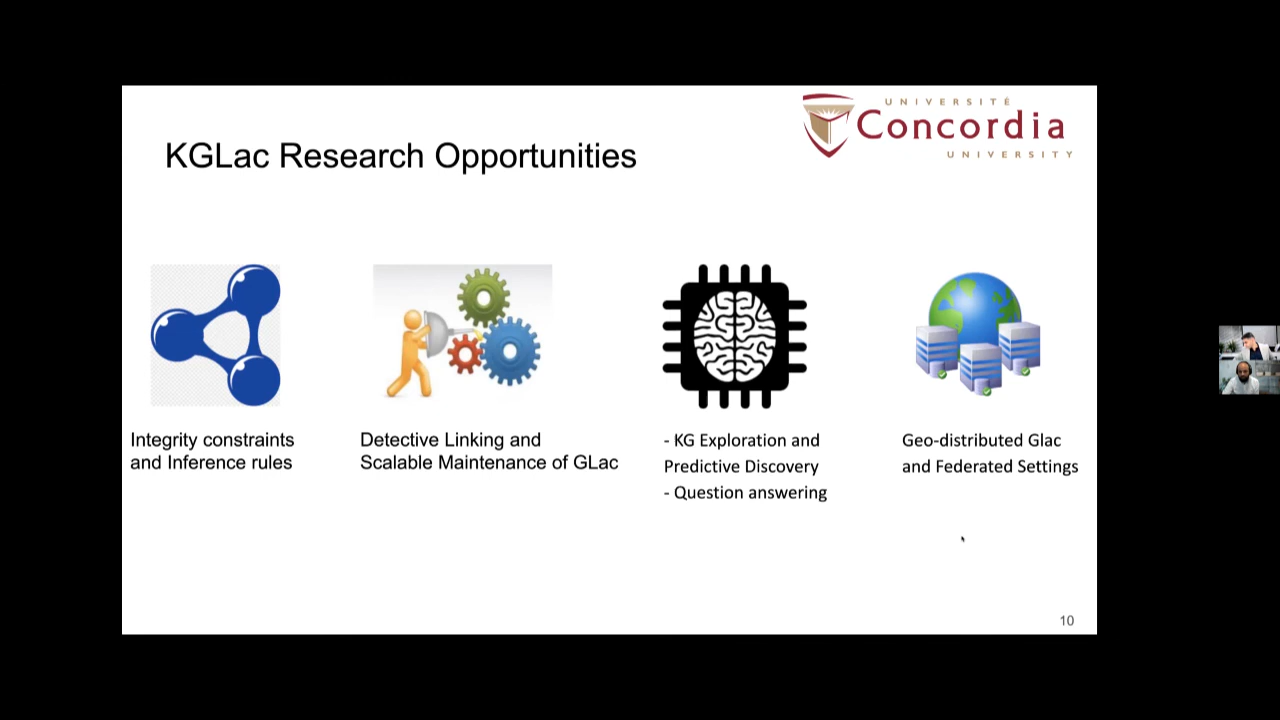 UNIVERSITÉ
Concordia
UNIVERSITY
KGLac Research Opportunities
Integrity constraints
and Inference rules
Detective Linking and
Scalable Maintenance of GLac
- KG Exploration and
Predictive Discovery
- Question answering
Geo-distributed Glac
and Federated Settings
10